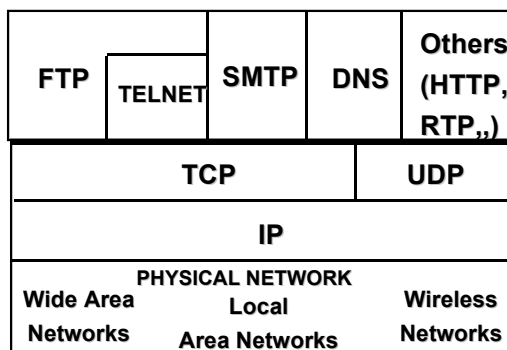 FTP
TELNET
SMTP
DNS
Others
(HTTP,
RTP,,)
TCP
UDP
IP
PHYSICAL NETWORK
Wide Area
Networks
Local
Area Networks
Wireless
Networks